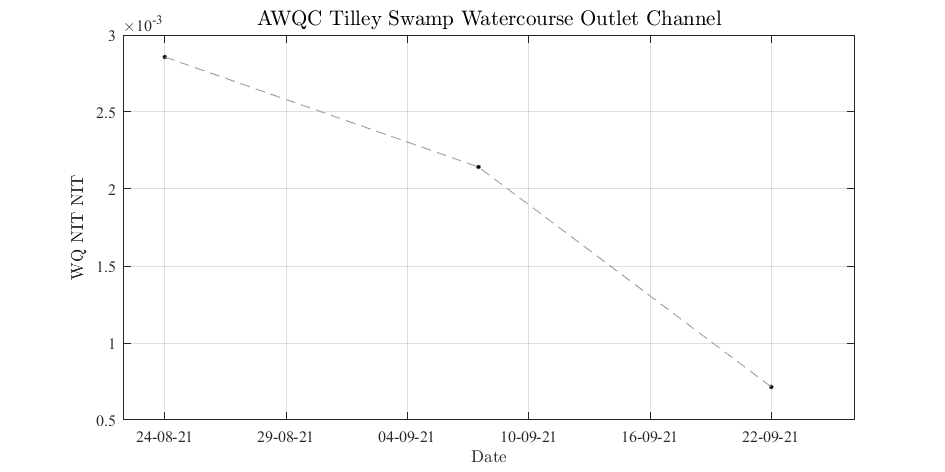 AWQC Tilley Swamp Watercourse Outlet Channel
×10-3
3
2.5
2
1.5
1
0.5
WQ NIT NIT
24-08-21 29-08-21 04-09-21 10-09-21 16-09-21 22-09-21
Date